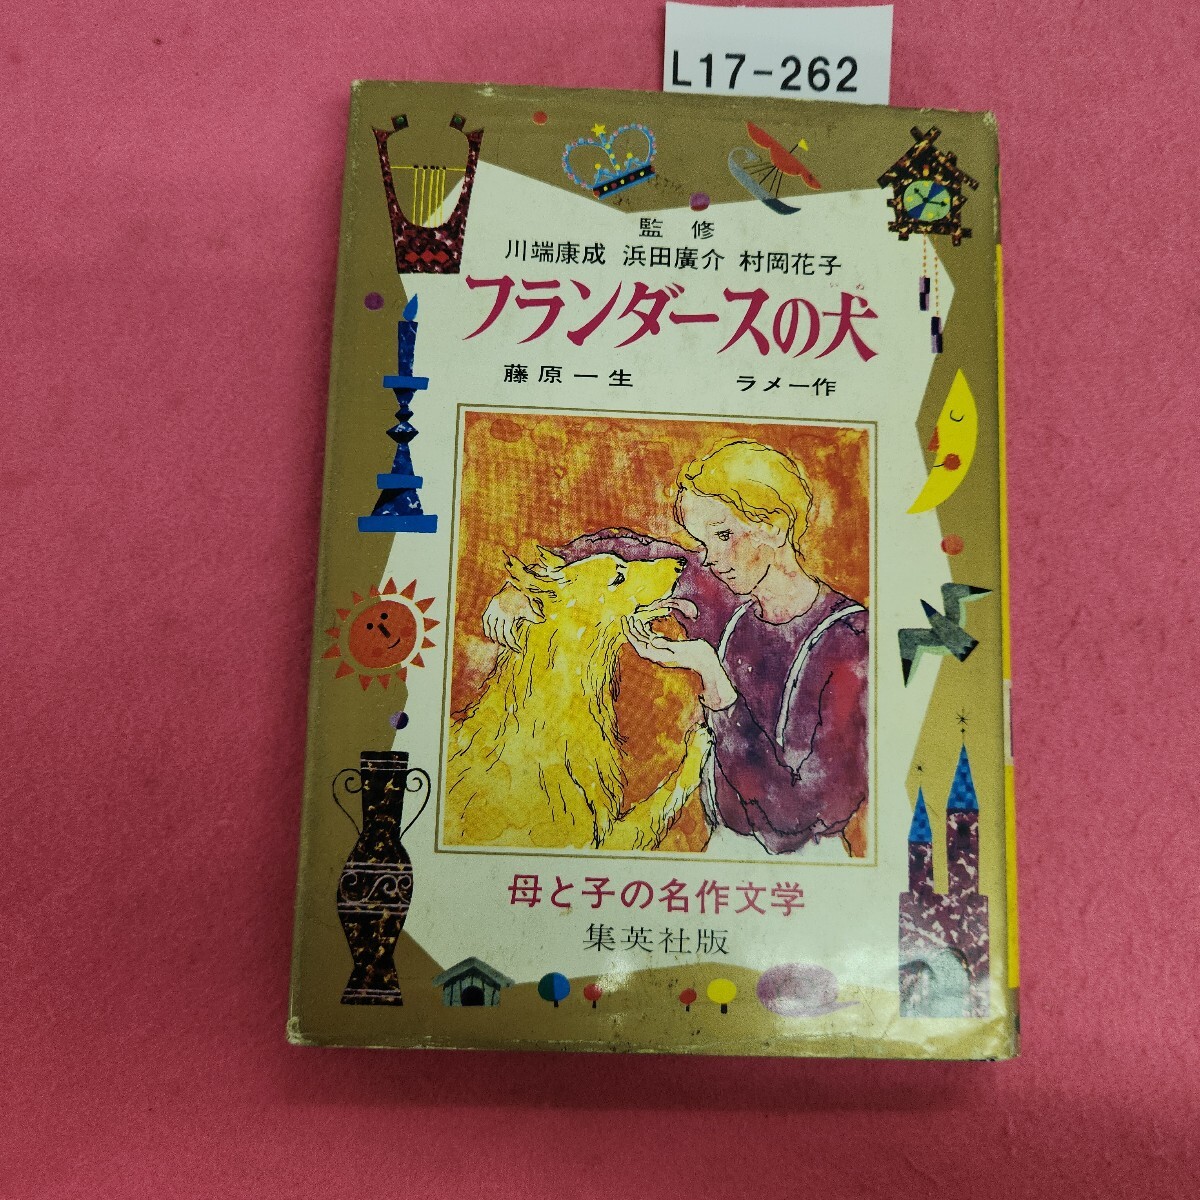 L17-262
監修
川端康成 浜田廣介 村岡花子
フランダースの犬
藤原一生 ラメー作
母と子の名作文学
集英社版